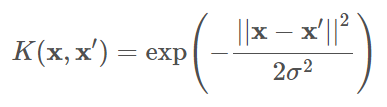 K(x, x′) = exp(−||x − x′||² / 2σ²)